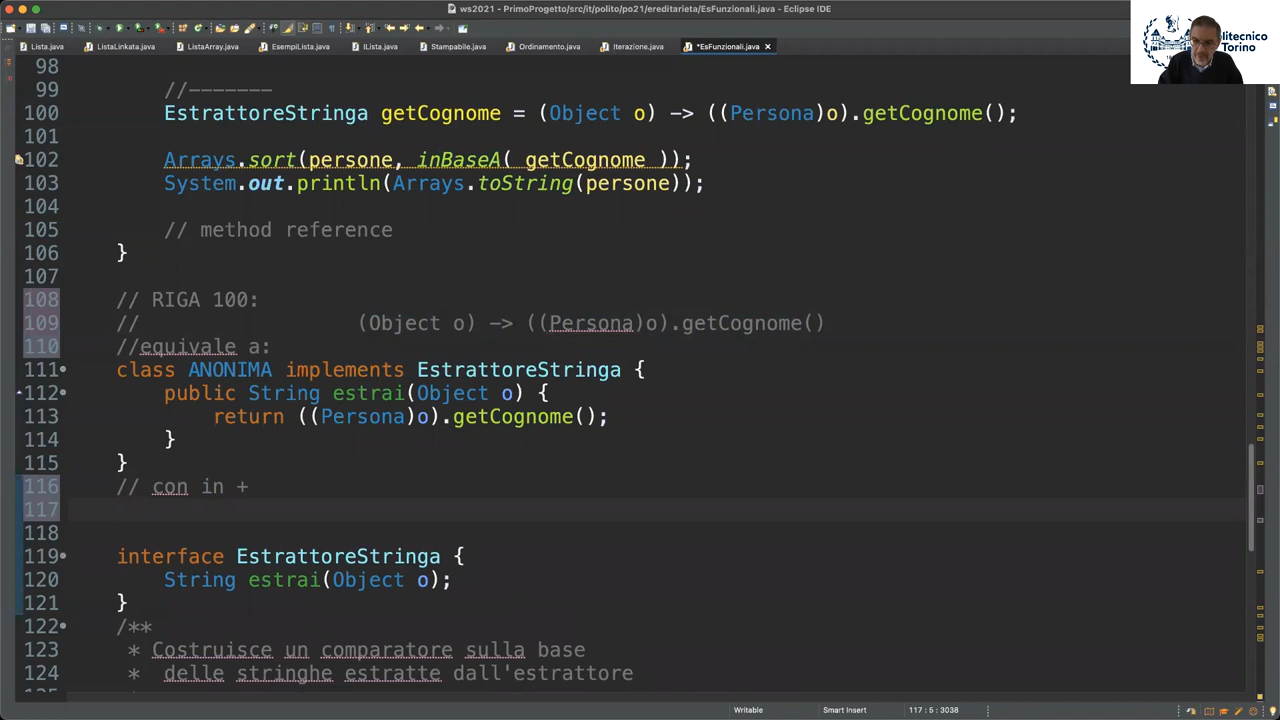 ws2021 - PrimoProgetto/src/it/polito/po21/ereditarieta/EsFunzionali.java - Eclipse IDE
Lista.java ListaLinkata.java ListaArray.java EsempiLista.java ILista.java Stampabile.java Ordinamento.java Iterazione.java *EsFunzionali.java
litecnico
Torino
98
99 //-------
100 EstrattoreStringa getCognome = (Object o) -> ((Persona)o).getCognome();
101
102 Arrays.sort(persone, inBaseA( getCognome ));
103 System.out.println(Arrays.toString(persone));
104
105 // method reference
106 }
107
108 // RIGA 100:
109 // (Object o) -> ((Persona)o).getCognome()
110 //equivale a:
111 class ANONIMA implements EstrattoreStringa {
112 public String estrai(Object o) {
113 return ((Persona)o).getCognome();
114 }
115 }
116 // con in +
117
118
119 interface EstrattoreStringa {
120 String estrai(Object o);
121 }
122 /**
123 * Costruisce un comparatore sulla base
124 * delle stringhe estratte dall'estrattore
Writable Smart Insert 117 : 5 : 3038